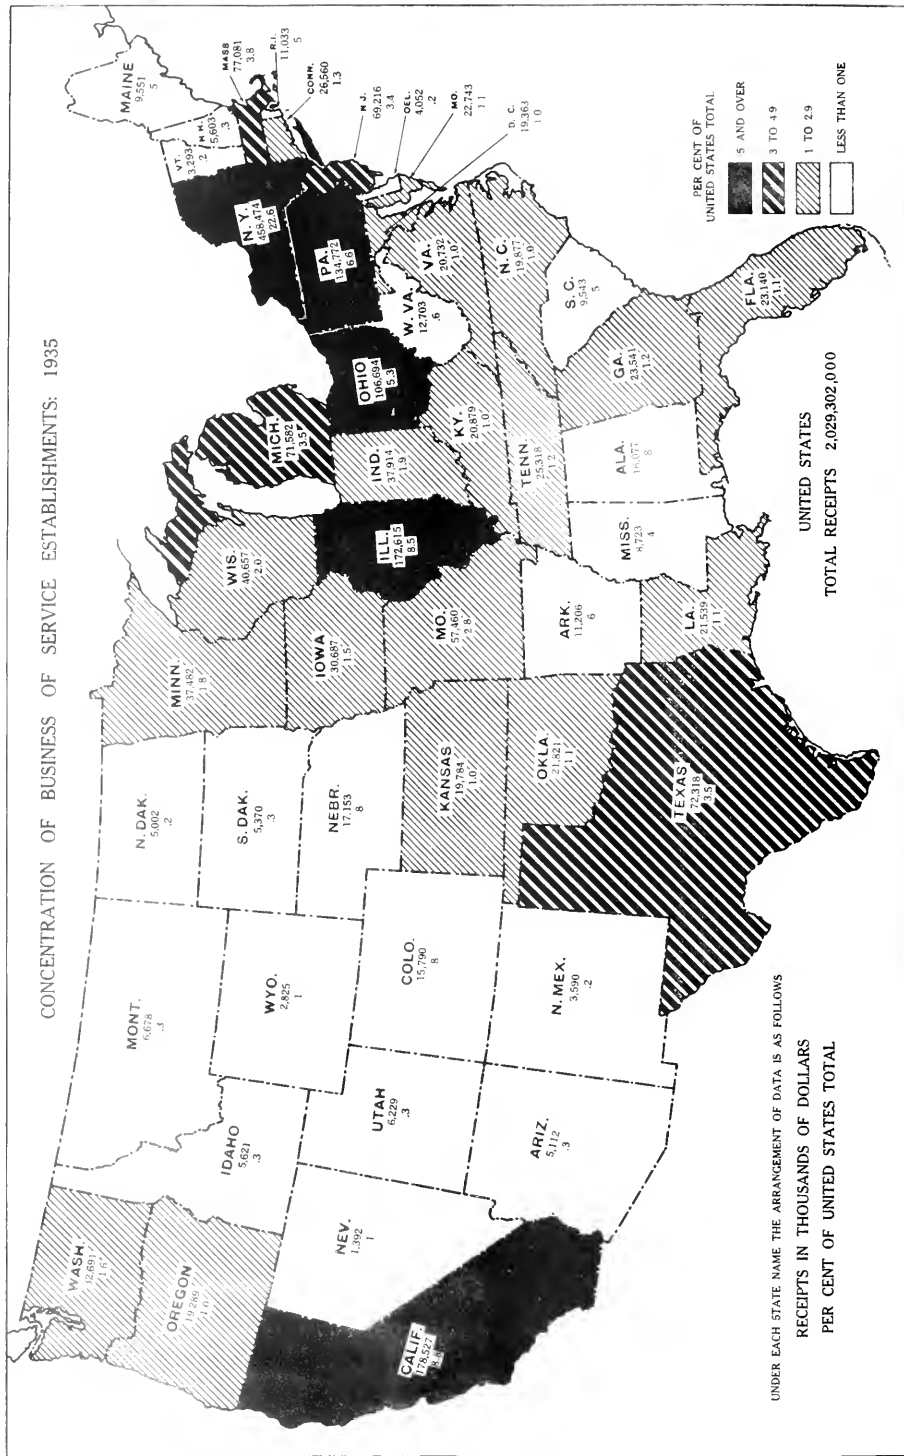 CONCENTRATION OF BUSINESS OF SERVICE ESTABLISHMENTS: 1935
WASH.
32,691
1.6
OREGON
19,289
1.0
CALIF.
178,527
8.8
NEV.
1,392
1
IDAHO
5,621
.3
MONT.
6,678
.3
WYO.
2,825
1
UTAH
6,229
.3
COLO.
15,790
8
ARIZ.
5,112
.3
N.MEX.
3,590
.2
N.DAK.
5,002
.2
S.DAK.
5,370
.3
NEBR.
17,153
8
KANSAS
19,784
1.0
OKLA
21,821
1.1
TEXAS
72,318
3.5
MINN.
37,482
1.8
IOWA
30,687
1.5
MO.
57,460
2.8
ARK.
11,206
6
LA.
21,539
1.1
WIS.
40,657
2.0
ILL.
172,615
8.5
MICH.
71,582
3.5
IND.
37,914
1.9
OHIO
106,694
5.3
KY.
20,879
1.0
TENN.
25,318
1.2
MISS.
8,723
4
ALA.
16,077
8
GA.
23,541
1.2
FLA.
23,140
1.1
S.C.
9,543
5
N.C.
19,877
1.0
VA.
20,732
1.0
W.VA.
12,703
.6
PA.
134,772
6.6
N.Y.
458,474
22.6
VT.
3,293
.2
N.H.
5,603
.3
MAINE
9,551
5
MASS
77,081
3.8
R.I.
11,033
5
CONN.
26,560
1.3
N J.
69,216
3.4
DEL.
4,052
.2
MD.
22,743
1 1
D. C.
19,363
1 0
PER CENT OF
UNITED STATES TOTAL
5 AND OVER
3 TO 4 9
1 TO 2.9
LESS THAN ONE
UNITED STATES
TOTAL RECEIPTS 2,029,302,000
UNDER EACH STATE NAME THE ARRANGEMENT OF DATA IS AS FOLLOWS
RECEIPTS IN THOUSANDS OF DOLLARS
PER CENT OF UNITED STATES TOTAL